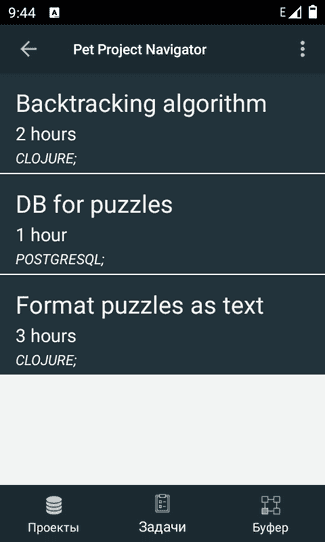 9:44 A E
Pet Project Navigator
Backtracking algorithm
2 hours
CLOJURE;
DB for puzzles
1 hour
POSTGRESQL;
Format puzzles as text
3 hours
CLOJURE;
Проекты Задачи Буфер